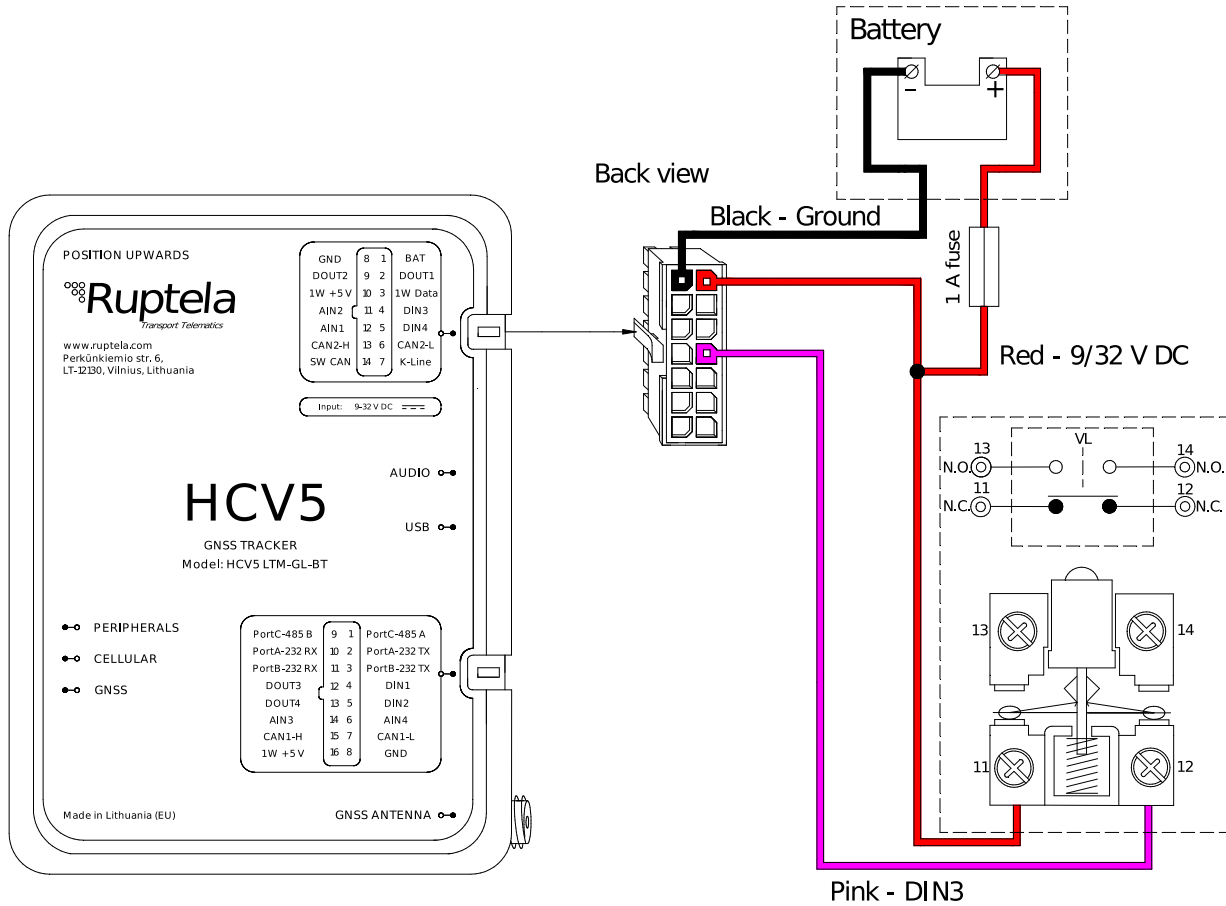 Battery
- +
Back view
Black - Ground
1 A fuse
Red - 9/32 V DC
POSITION UPWARDS
Ruptela
Transport Telematics
www.ruptela.com
Perkūnkiemio str. 6,
LT-12130, Vilnius, Lithuania
GND 8 1 BAT
DOUT2 9 2 DOUT1
1W +5V 10 3 1W Data
AIN2 11 4 DIN3
AIN1 12 5 DIN4
CAN2-H 13 6 CAN2-L
SW CAN 14 7 K-Line
Input: 9-32 V DC
AUDIO
USB
HCV5
GNSS TRACKER
Model: HCV5 LTM-GL-BT
PERIPHERALS
CELLULAR
GNSS
PortC-485 B 9 1 PortC-485 A
PortA-232 RX 10 2 PortA-232 TX
PortB-232 RX 11 3 PortB-232 TX
DOUT3 12 4 DIN1
DOUT4 13 5 DIN2
AIN3 14 6 AIN4
CAN1-H 15 7 CAN1-L
1W +5V 16 8 GND
Made in Lithuania (EU)
GNSS ANTENNA
VL
13 14
N.O. N.O.
11 12
N.C. N.C.
13 14
11 12
Pink - DIN3